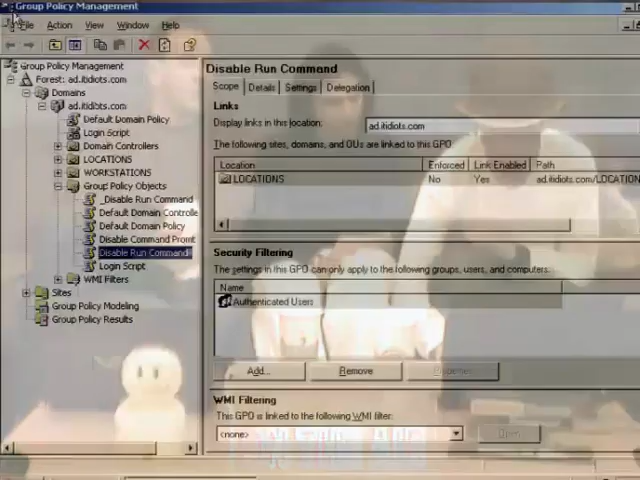 Group Policy Management
File Action View Window Help
Group Policy Management
Forest: ad.itidiots.com
Domains
ad.itidiots.com
Default Domain Policy
Login Script
Domain Controllers
LOCATIONS
WORKSTATIONS
Group Policy Objects
_Disable Run Command
Default Domain Controlle
Default Domain Policy
Disable Command Promt
Disable Run Command
Login Script
WMI Filters
Sites
Group Policy Modeling
Group Policy Results
Disable Run Command
Scope Details Settings Delegation
Links
Display links in this location: ad.itidiots.com
The following sites, domains, and OUs are linked to this GPO:
Location Enforced Link Enabled Path
LOCATIONS No Yes ad.itidiots.com/LOCATION
Security Filtering
The settings in this GPO can only apply to the following groups, users, and computers:
Name
Authenticated Users
Add... Remove Properties
WMI Filtering
This GPO is linked to the following WMI filter:
<none> Open